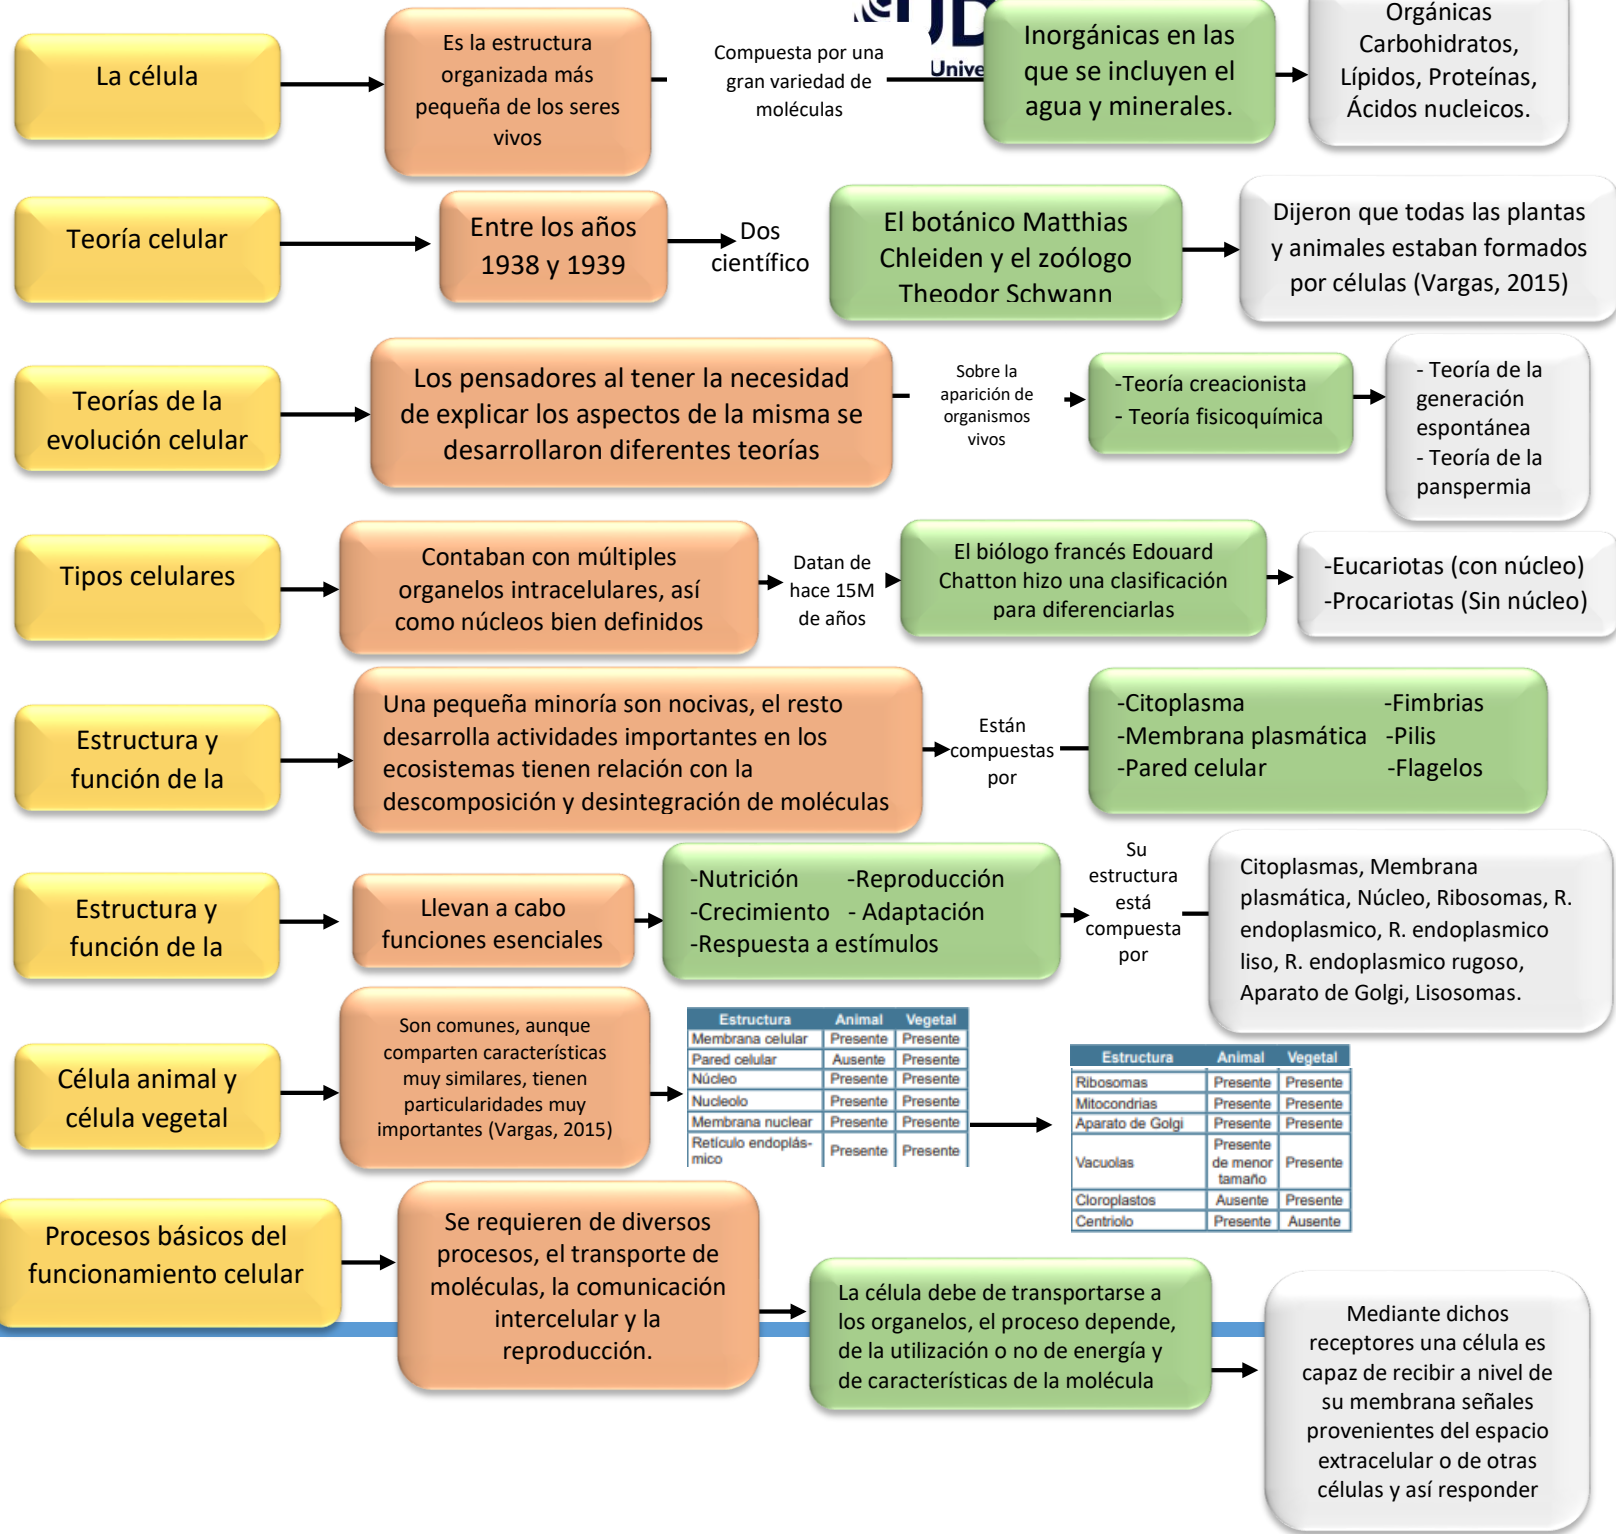 La célula
Es la estructura
organizada más
pequeña de los seres
vivos
Compuesta por una
gran variedad de
moléculas
Unive
Inorgánicas en las
que se incluyen el
agua y minerales.
Orgánicas
Carbohidratos,
Lípidos, Proteínas,
Ácidos nucleicos.
Teoría celular
Entre los años
1938 y 1939
Dos
científico
El botánico Matthias
Chleiden y el zoólogo
Theodor Schwann
Dijeron que todas las plantas
y animales estaban formados
por células (Vargas, 2015)
Teorías de la
evolución celular
Los pensadores al tener la necesidad
de explicar los aspectos de la misma se
desarrollaron diferentes teorías
Sobre la
aparición de
organismos
vivos
-Teoría creacionista
- Teoría fisicoquímica
- Teoría de la
generación
espontánea
- Teoría de la
panspermia
Tipos celulares
Contaban con múltiples
organelos intracelulares, así
como núcleos bien definidos
Datan de
hace 15M
de años
El biólogo francés Edouard
Chatton hizo una clasificación
para diferenciarlas
-Eucariotas (con núcleo)
-Procariotas (Sin núcleo)
Estructura y
función de la
Una pequeña minoría son nocivas, el resto
desarrolla actividades importantes en los
ecosistemas tienen relación con la
descomposición y desintegración de moléculas
Están
compuestas
por
-Citoplasma -Fimbrias
-Membrana plasmática -Pilis
-Pared celular -Flagelos
Estructura y
función de la
Llevan a cabo
funciones esenciales
-Nutrición -Reproducción
-Crecimiento - Adaptación
-Respuesta a estímulos
Su
estructura
está
compuesta
por
Citoplasmas, Membrana
plasmática, Núcleo, Ribosomas, R.
endoplasmico, R. endoplasmico
liso, R. endoplasmico rugoso,
Aparato de Golgi, Lisosomas.
Célula animal y
célula vegetal
Son comunes, aunque
comparten características
muy similares, tienen
particularidades muy
importantes (Vargas, 2015)
Estructura Animal Vegetal
Membrana celular Presente Presente
Pared celular Ausente Presente
Núcleo Presente Presente
Nucleolo Presente Presente
Membrana nuclear Presente Presente
Retículo endoplás-
mico Presente Presente
Estructura Animal Vegetal
Ribosomas Presente Presente
Mitocondrias Presente Presente
Aparato de Golgi Presente Presente
Vacuolas Presente
de menor
tamaño Presente
Cloroplastos Ausente Presente
Centriolo Presente Ausente
Procesos básicos del
funcionamiento celular
Se requieren de diversos
procesos, el transporte de
moléculas, la comunicación
intercelular y la
reproducción.
La célula debe de transportarse a
los organelos, el proceso depende,
de la utilización o no de energía y
de características de la molécula
Mediante dichos
receptores una célula es
capaz de recibir a nivel de
su membrana señales
provenientes del espacio
extracelular o de otras
células y así responder